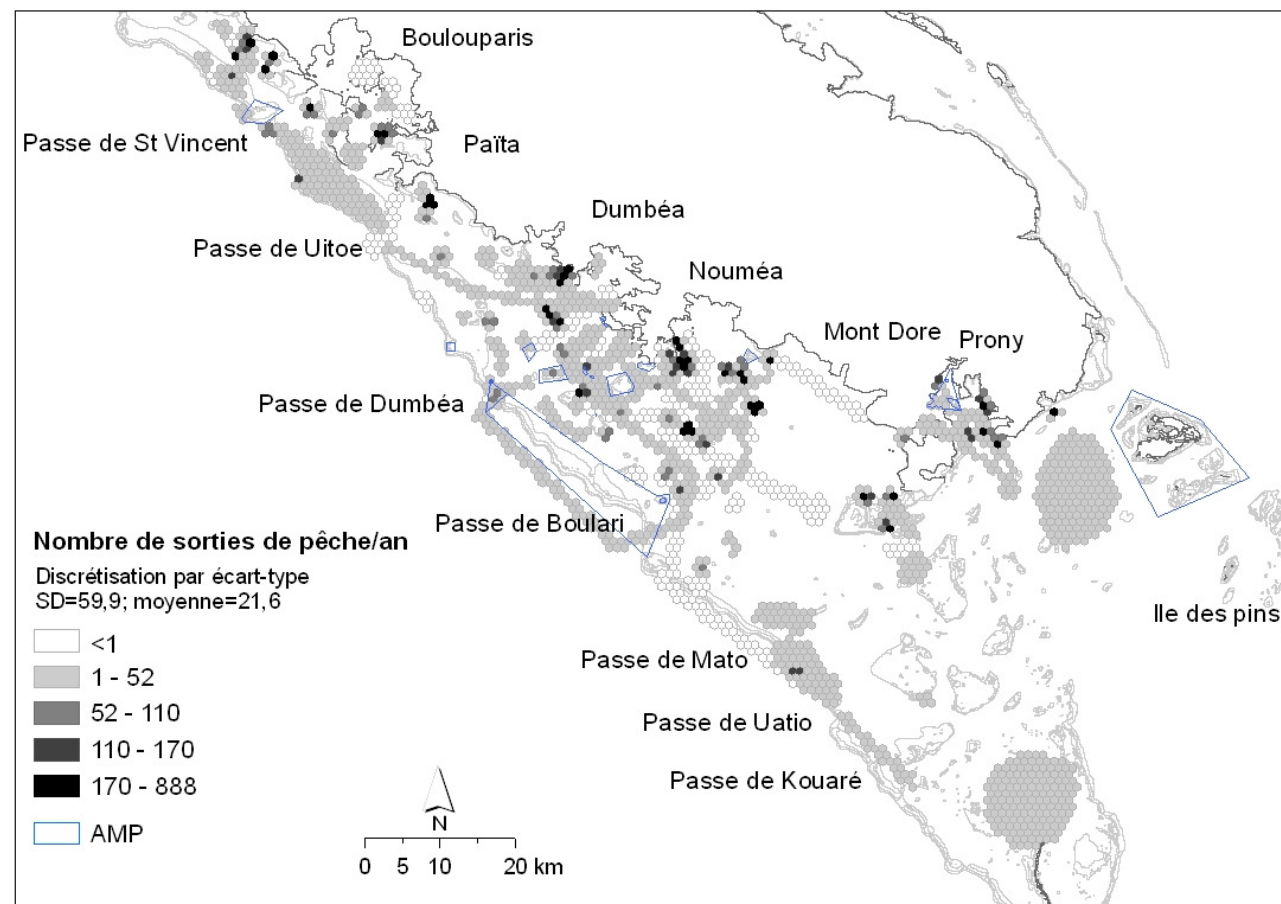 Boulouparis
Passe de St Vincent
Païta
Dumbéa
Passe de Uitoe
Nouméa
Mont Dore
Prony
Passe de Dumbéa
Passe de Boulari
Ile des pins
Passe de Mato
Passe de Uatio
Passe de Kouaré
Nombre de sorties de pêche/an
Discrétisation par écart-type
SD=59,9; moyenne=21,6
<1
1 - 52
52 - 110
110 - 170
170 - 888
AMP
N
0 5 10 20 km